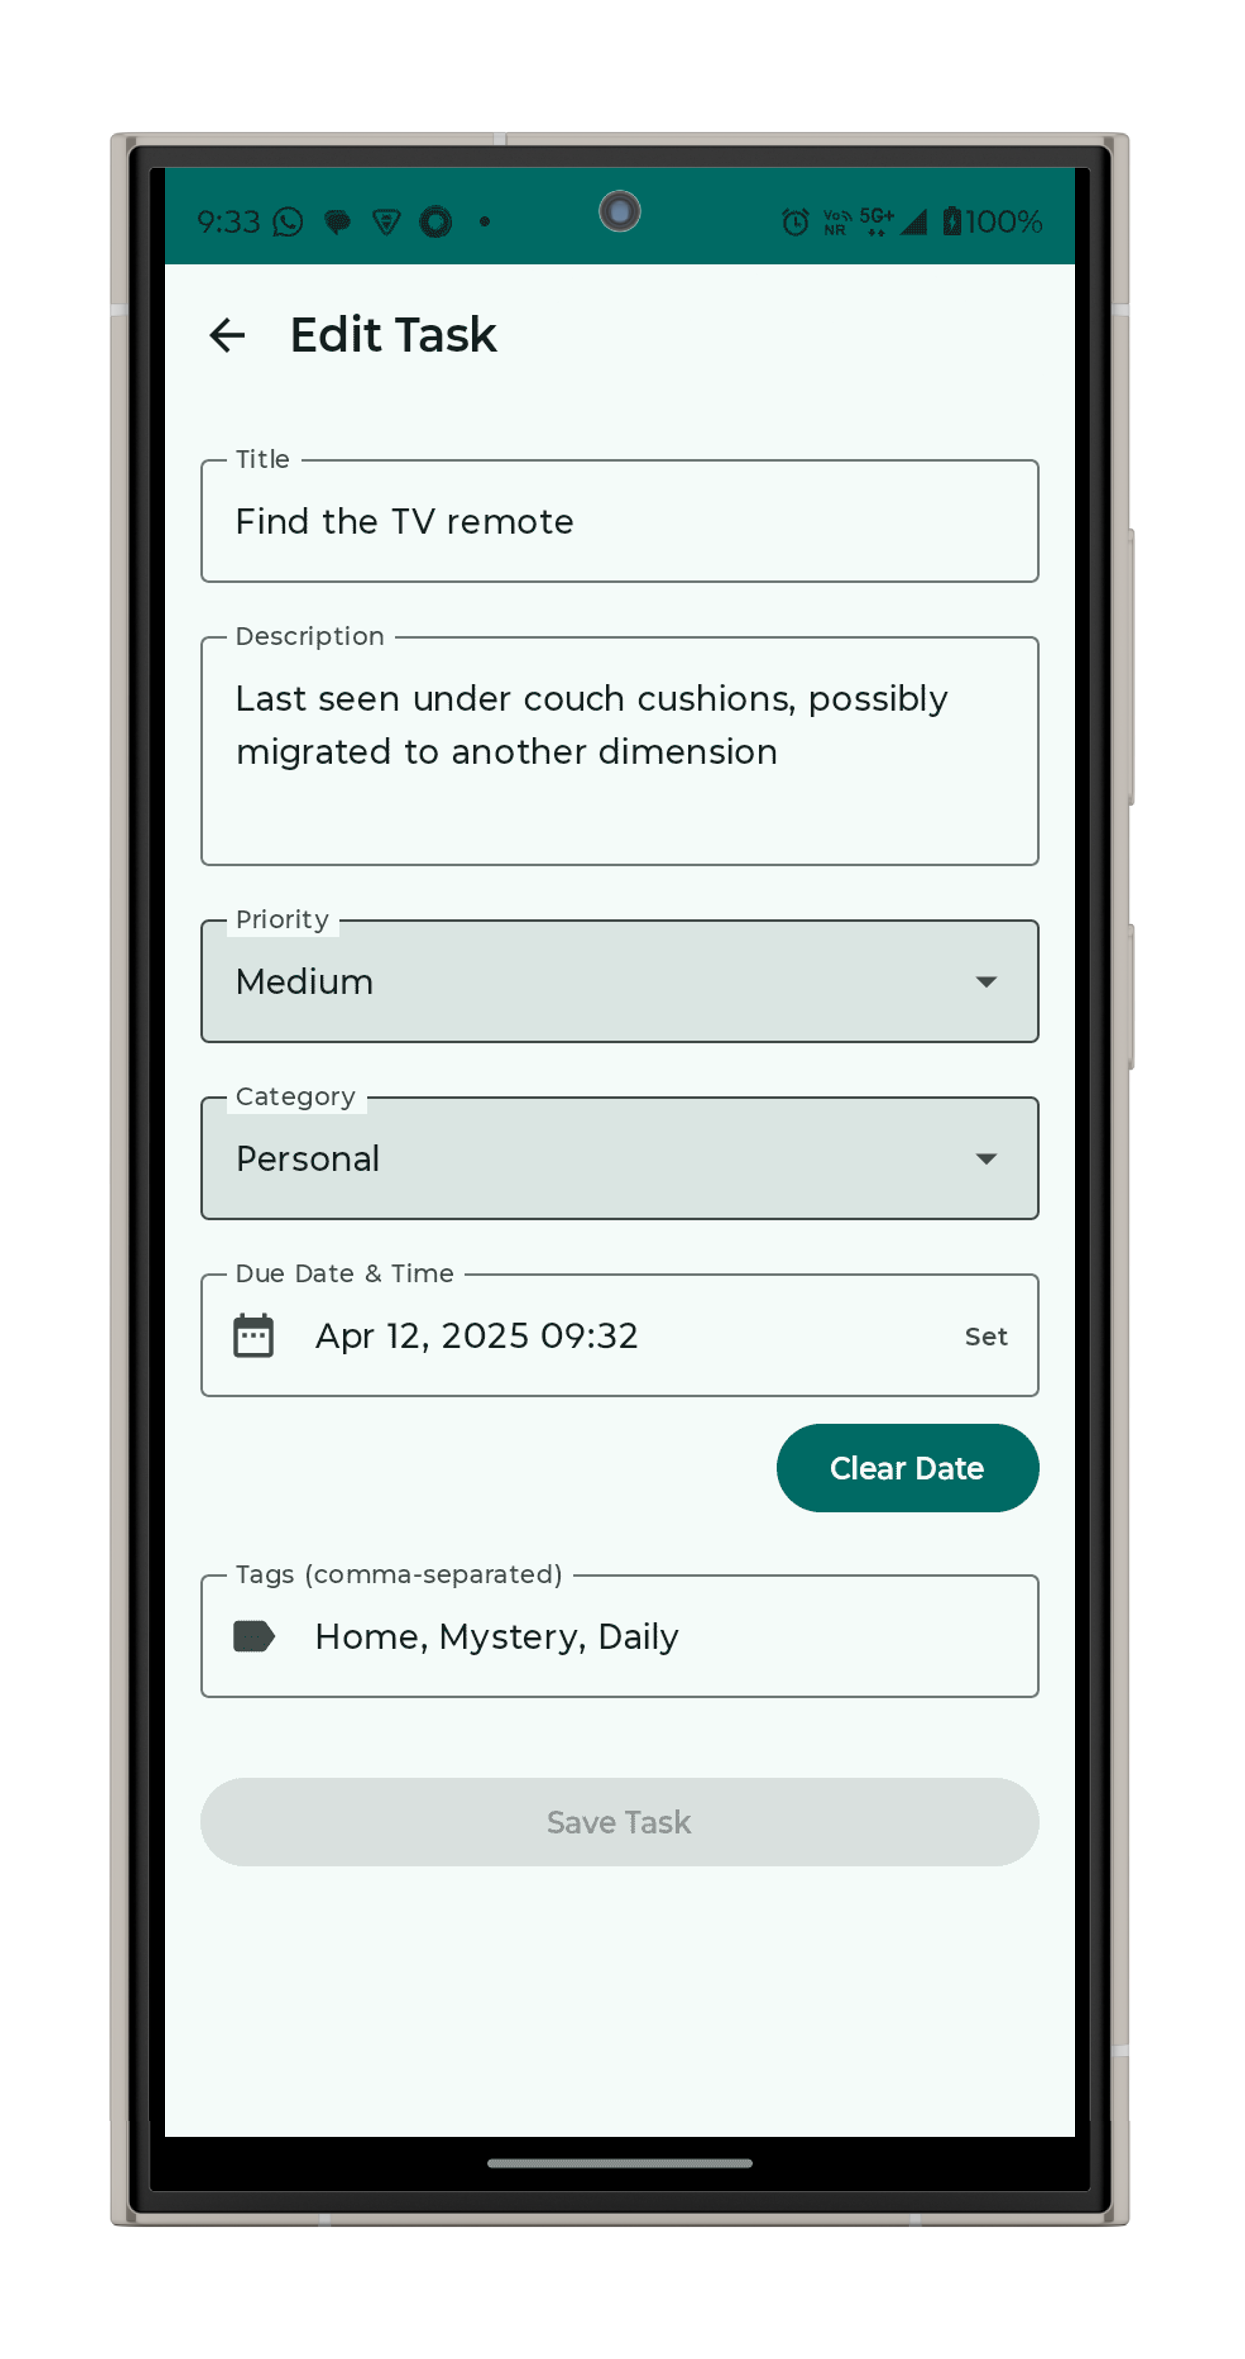 9:33
Vo NR 5G+ 100%
Edit Task
Title
Find the TV remote
Description
Last seen under couch cushions, possibly
migrated to another dimension
Priority
Medium
Category
Personal
Due Date & Time
Apr 12, 2025 09:32 Set
Clear Date
Tags (comma-separated)
Home, Mystery, Daily
Save Task